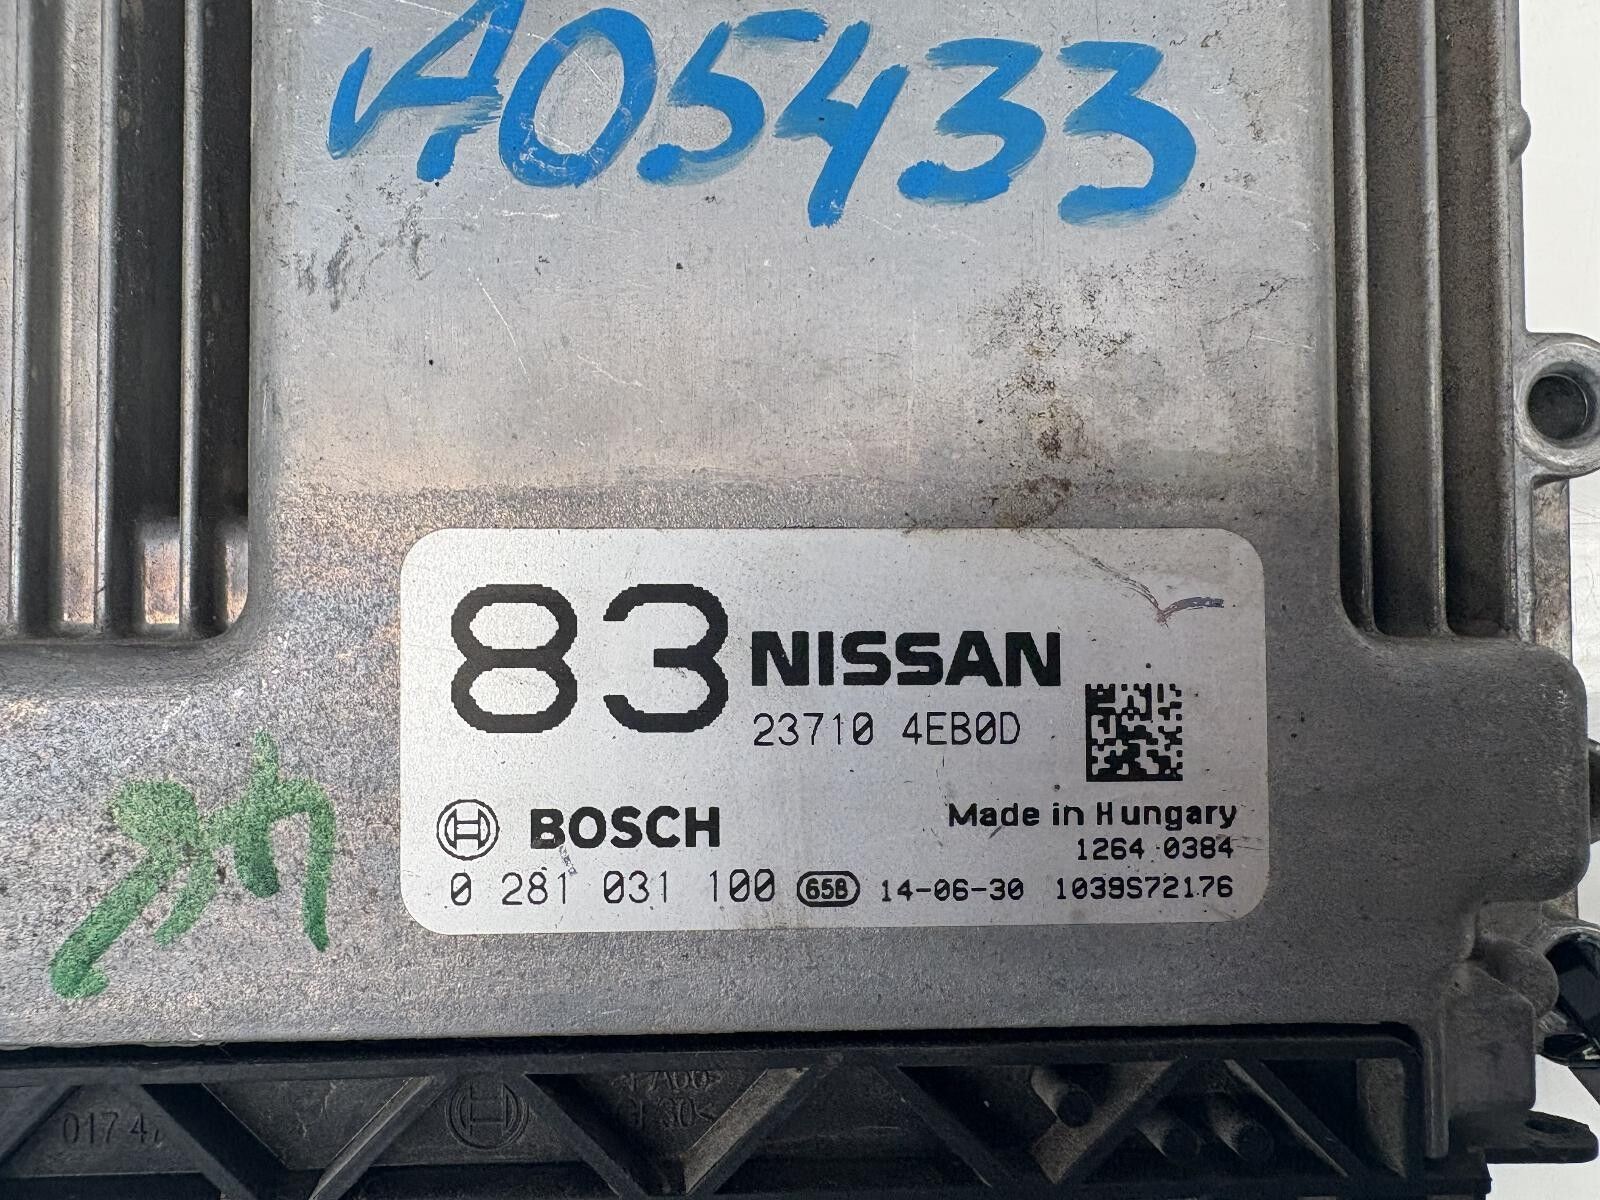 A05433
83 NISSAN
23710 4EB0D
BOSCH
Made in Hungary
1264 0384
0 281 031 100 65B 14-06-30 1039S72176